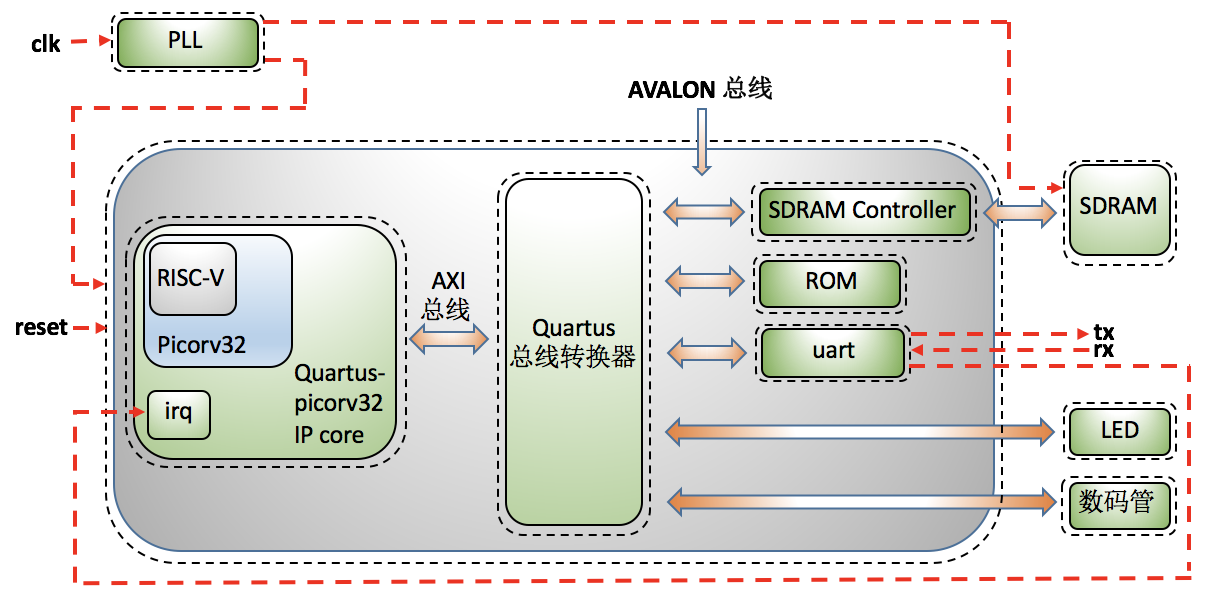 PLL
clk
AVALON 总线
SDRAM Controller
SDRAM
RISC-V
ROM
AXI
总线
reset
Quartus
总线转换器
tx
rx
uart
Picorv32
Quartus-
picorv32
IP core
irq
LED
数码管